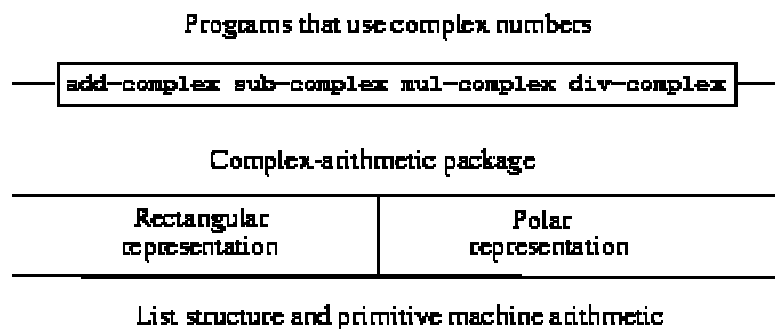 Programs that use complex numbers
add-complex sub-complex mul-complex div-complex
Complex-arithmetic package
Rectangular
representation
Polar
representation
List structure and primitive machine arithmetic